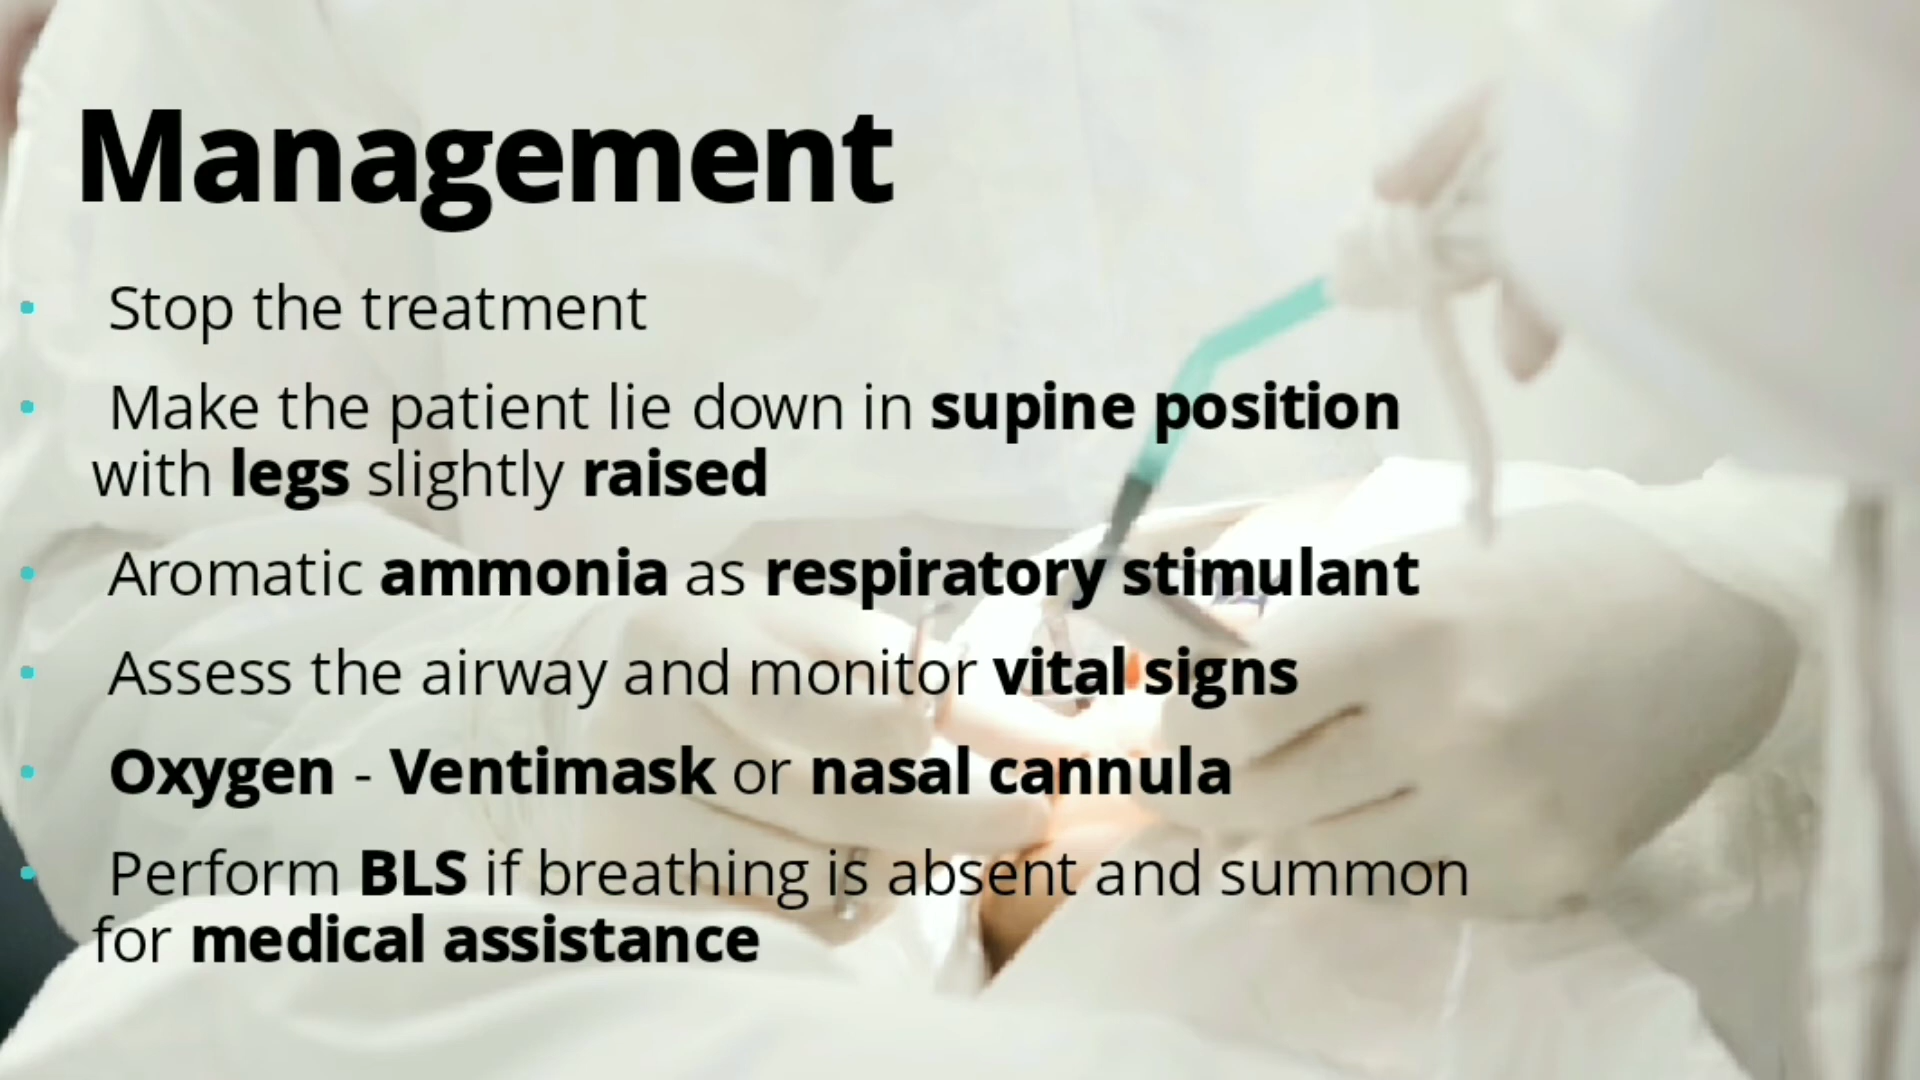 Management
• Stop the treatment
• Make the patient lie down in supine position
with legs slightly raised
• Aromatic ammonia as respiratory stimulant
• Assess the airway and monitor vital signs
• Oxygen - Ventimask or nasal cannula
• Perform BLS if breathing is absent and summon
for medical assistance